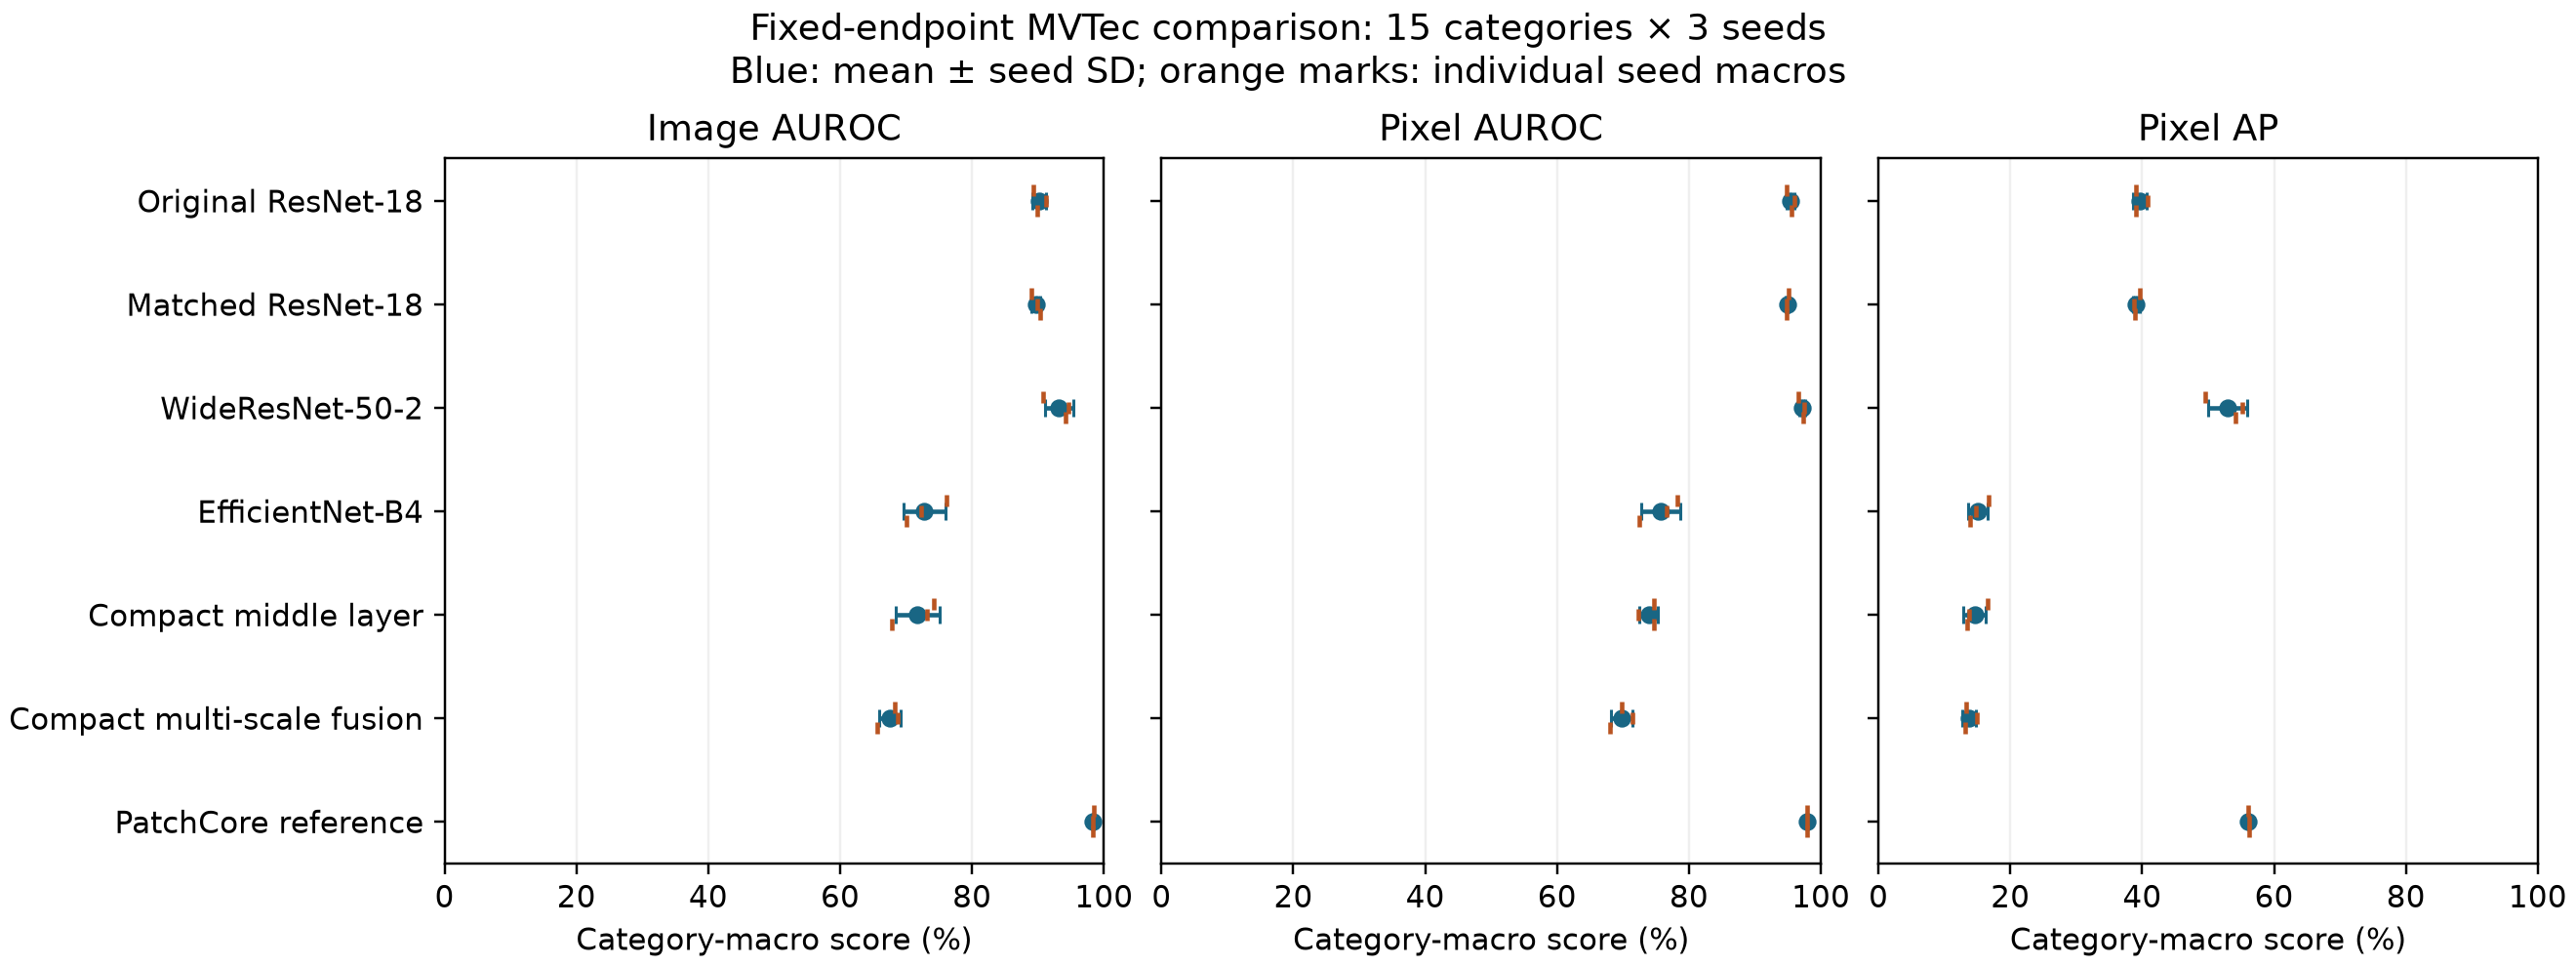 Fixed-endpoint MVTec comparison: 15 categories × 3 seeds
Blue: mean ± seed SD; orange marks: individual seed macros
Image AUROC
Pixel AUROC
Pixel AP
Original ResNet-18
Matched ResNet-18
WideResNet-50-2
EfficientNet-B4
Compact middle layer
Compact multi-scale fusion
PatchCore reference
0 20 40 60 80 100
0 20 40 60 80 100
0 20 40 60 80 100
Category-macro score (%)
Category-macro score (%)
Category-macro score (%)